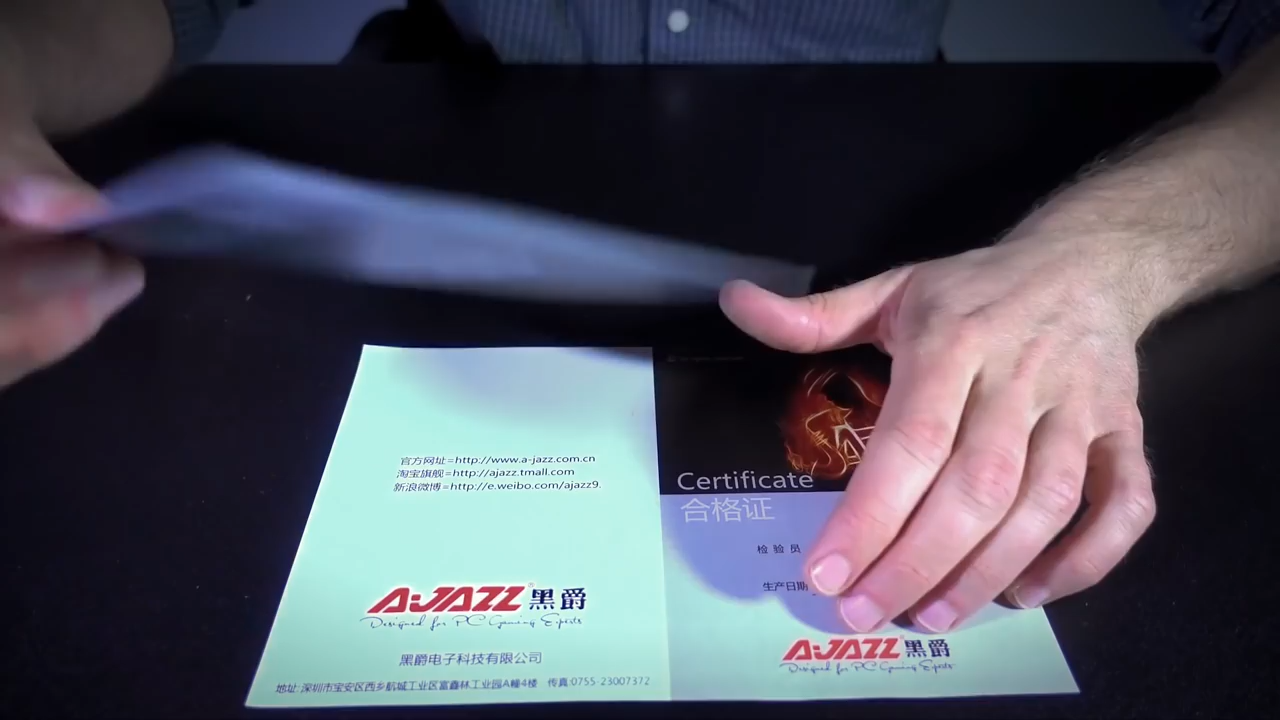 官方网址=http://www.a-jazz.com.cn
淘宝旗舰=http://ajazz.tmall.com
新浪微博=http://e.weibo.com/ajazz9.
A-JAZZ® 黑爵
Designed for PC Gaming Experts
黑爵电子科技有限公司
地址:深圳市宝安区西乡航城工业区富鑫林工业园A幢4楼 传真:0755-23007372
Certificate
合格证
检验员
生产日期
A-JAZZ® 黑爵
Designed for PC Gaming Experts